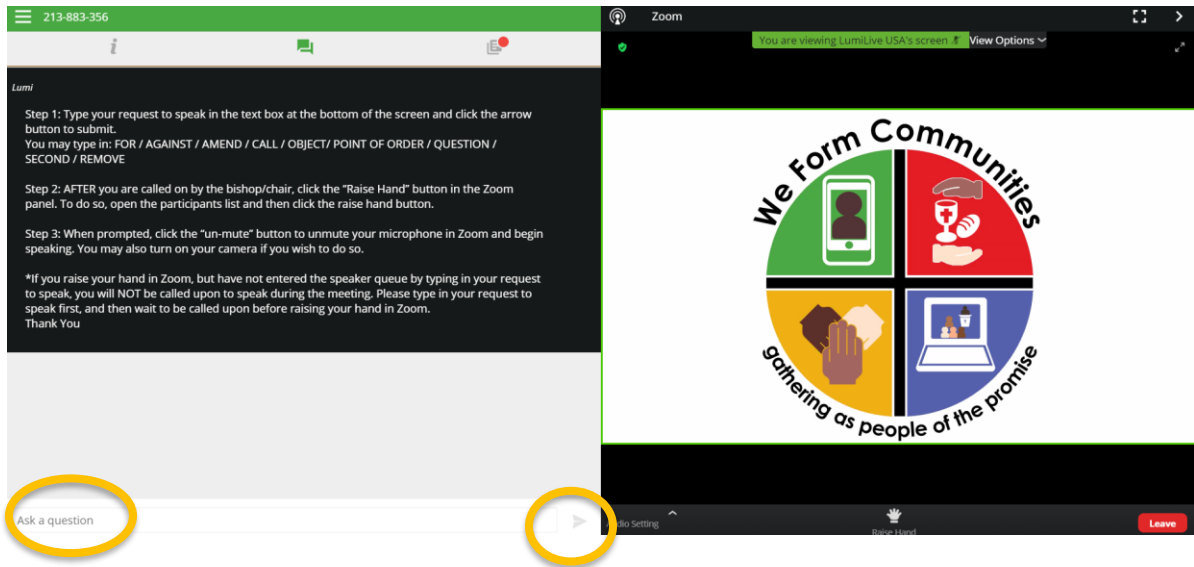 213-883-356
i
Lumi
Step 1: Type your request to speak in the text box at the bottom of the screen and click the arrow
button to submit.
You may type in: FOR / AGAINST / AMEND / CALL / OBJECT/ POINT OF ORDER / QUESTION /
SECOND / REMOVE
Step 2: AFTER you are called on by the bishop/chair, click the “Raise Hand” button in the Zoom
panel. To do so, open the participants list and then click the raise hand button.
Step 3: When prompted, click the “un-mute” button to unmute your microphone in Zoom and begin
speaking. You may also turn on your camera if you wish to do so.
*If you raise your hand in Zoom, but have not entered the speaker queue by typing in your request
to speak, you will NOT be called upon to speak during the meeting. Please type in your request to
speak first, and then wait to be called upon before raising your hand in Zoom.
Thank You
Ask a question
Zoom
You are viewing LumiLive USA's screen View Options
We Form Communities
gathering as people of the promise
Audio Setting
Raise Hand
Leave